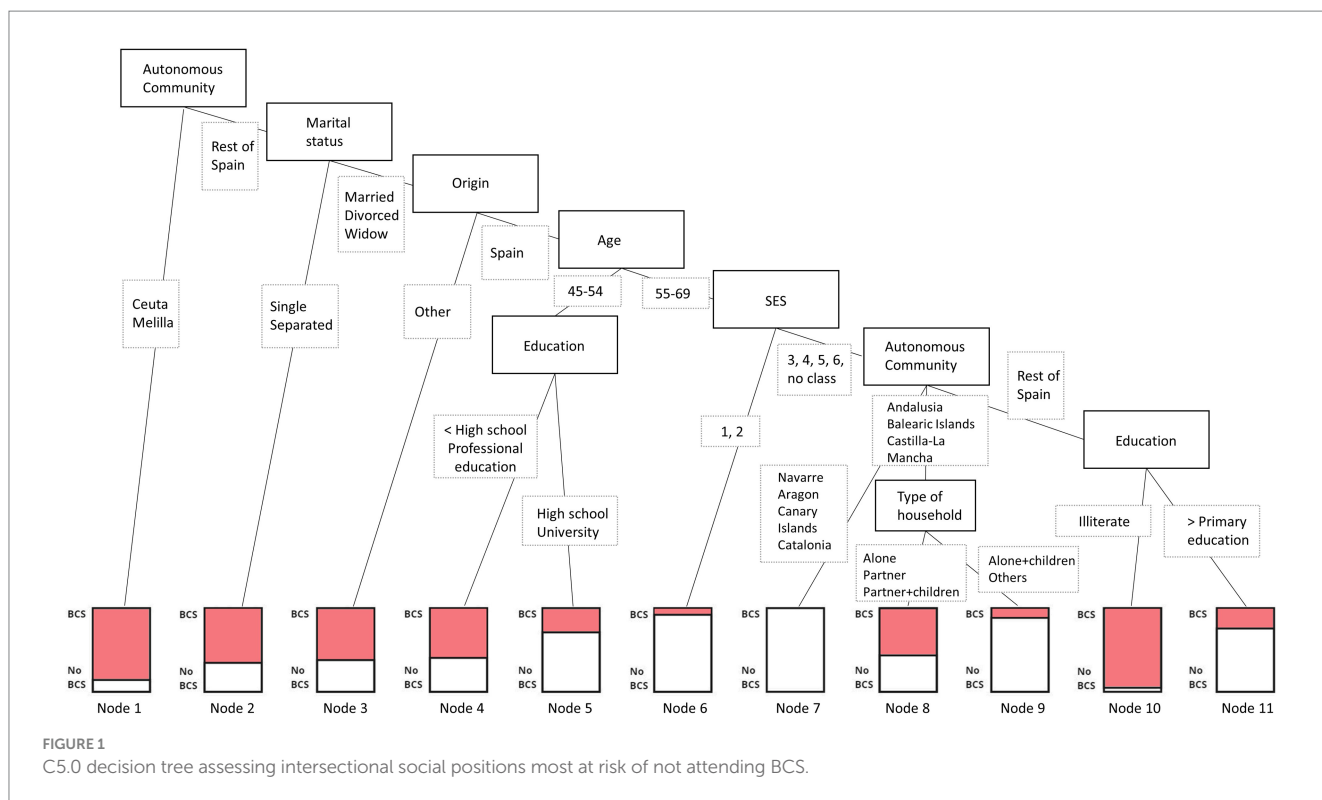 Autonomous
Community
Rest of
Spain
Marital
status
Married
Divorced
Widow
Origin
Spain
Age
45-54
55-69
SES
Ceuta
Melilla
Single
Separated
Other
Education
3, 4, 5, 6,
no class
Autonomous
Community
Rest of
Spain
Andalusia
Balearic Islands
Castilla-La
Mancha
Education
< High school
Professional
education
1, 2
High school
University
Navarre
Aragon
Canary
Islands
Catalonia
Type of
household
Illiterate
> Primary
education
Alone
Partner
Partner+children
Alone+children
Others
BCS BCS BCS BCS BCS BCS BCS BCS BCS BCS BCS
No No No No No No No No No No No
BCS BCS BCS BCS BCS BCS BCS BCS BCS BCS BCS
Node 1 Node 2 Node 3 Node 4 Node 5 Node 6 Node 7 Node 8 Node 9 Node 10 Node 11
FIGURE 1
C5.0 decision tree assessing intersectional social positions most at risk of not attending BCS.